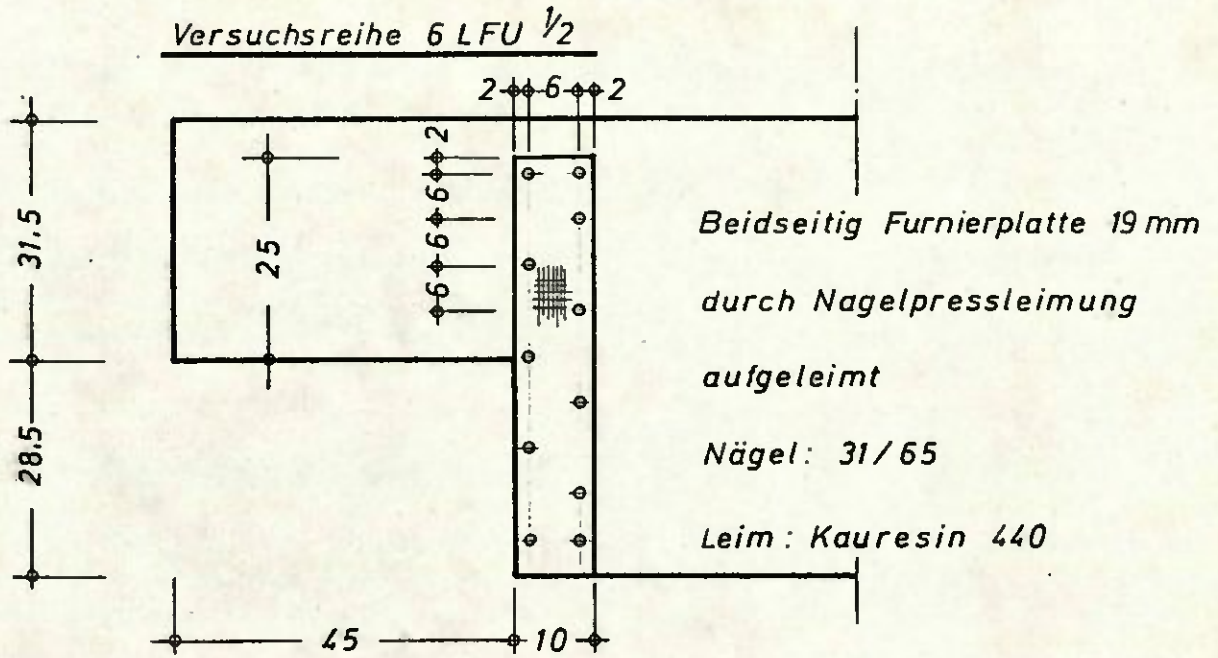 Versuchsreihe 6 LFU 1/2
2 6 2
31.5
28.5
25
2
6
6
6
Beidseitig Furnierplatte 19 mm
durch Nagelpressleimung
aufgeleimt
Nägel: 31/65
Leim: Kauresin 440
45 10